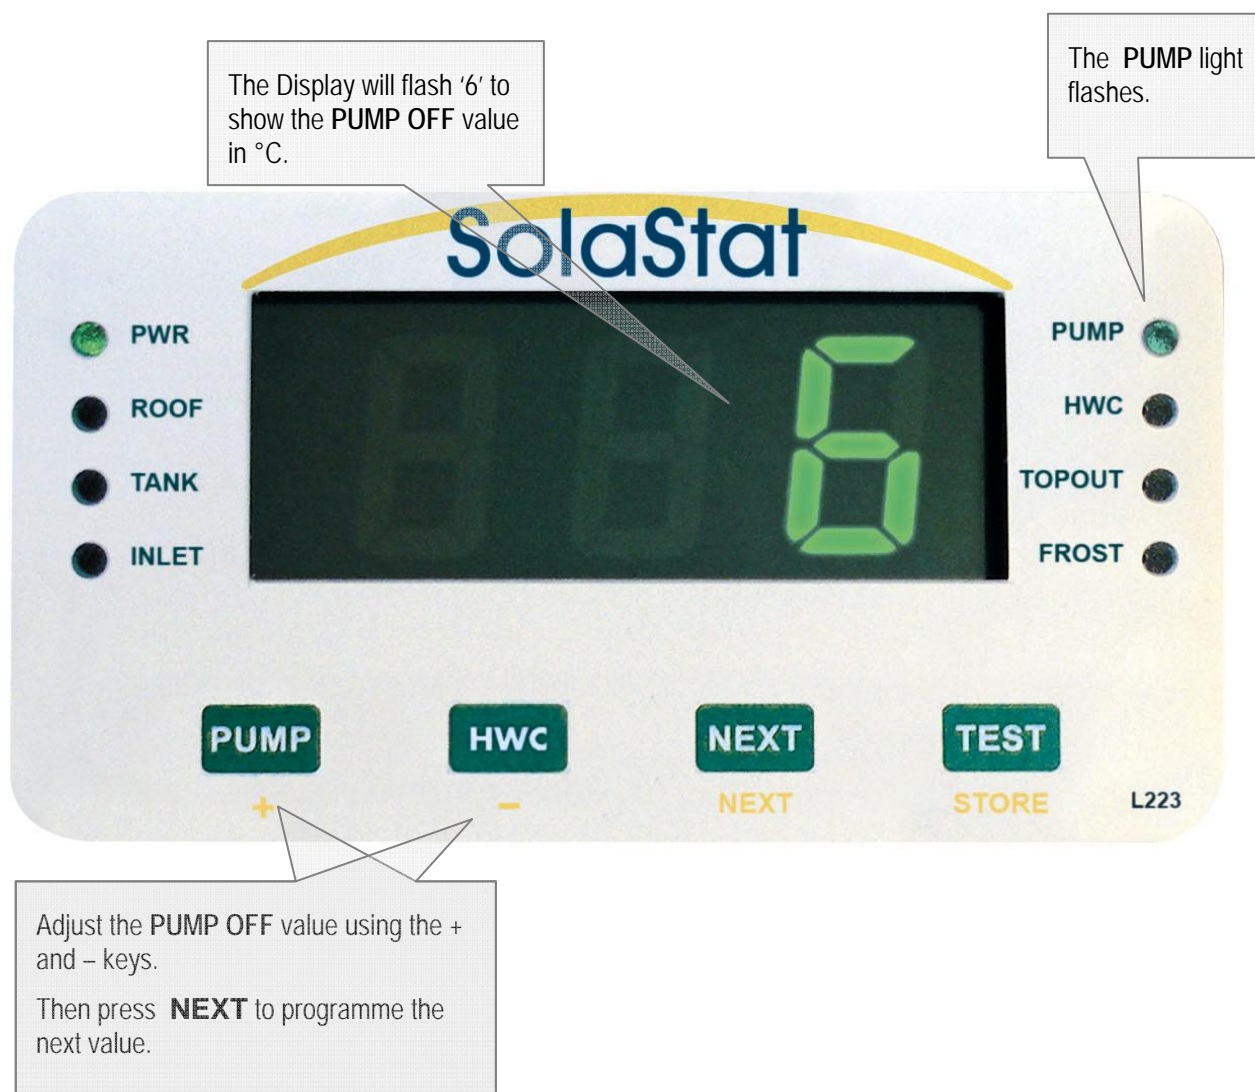 The Display will flash ‘6’ to
show the PUMP OFF value
in °C.
The PUMP light
flashes.
SolaStat
PWR
ROOF
TANK
INLET
6
PUMP
HWC
TOPOUT
FROST
PUMP
HWC
NEXT
TEST
+
–
NEXT
STORE
L223
Adjust the PUMP OFF value using the +
and – keys.
Then press NEXT to programme the
next value.